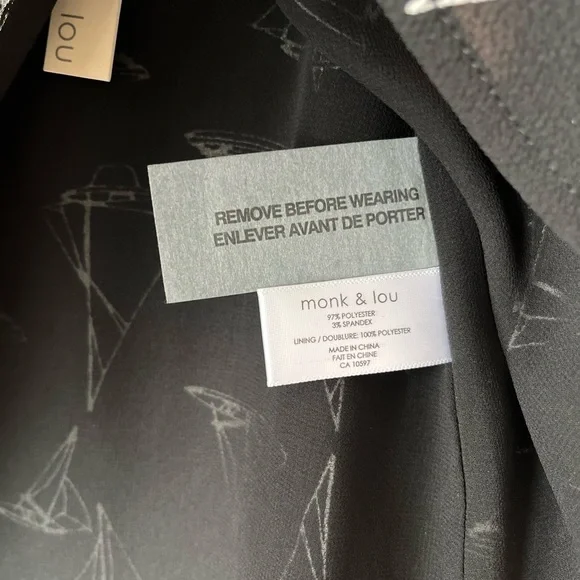 lou
REMOVE BEFORE WEARING
ENLEVER AVANT DE PORTER
monk & lou
97% POLYESTER
3% SPANDEX
LINING / DOUBLURE: 100% POLYESTER
MADE IN CHINA
FAIT EN CHINE
CA 10597